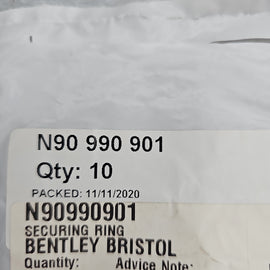 N90 990 901
Qty: 10
PACKED: 11/11/2020
N90990901
SECURING RING
BENTLEY BRISTOL
Quantity: Advice Note: